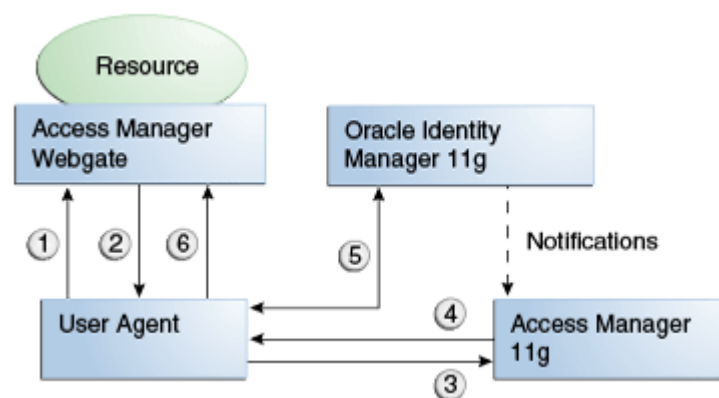 Resource
Access Manager
Webgate
Oracle Identity
Manager 11g
1
2
6
5
Notifications
User Agent
4
Access Manager
11g
3